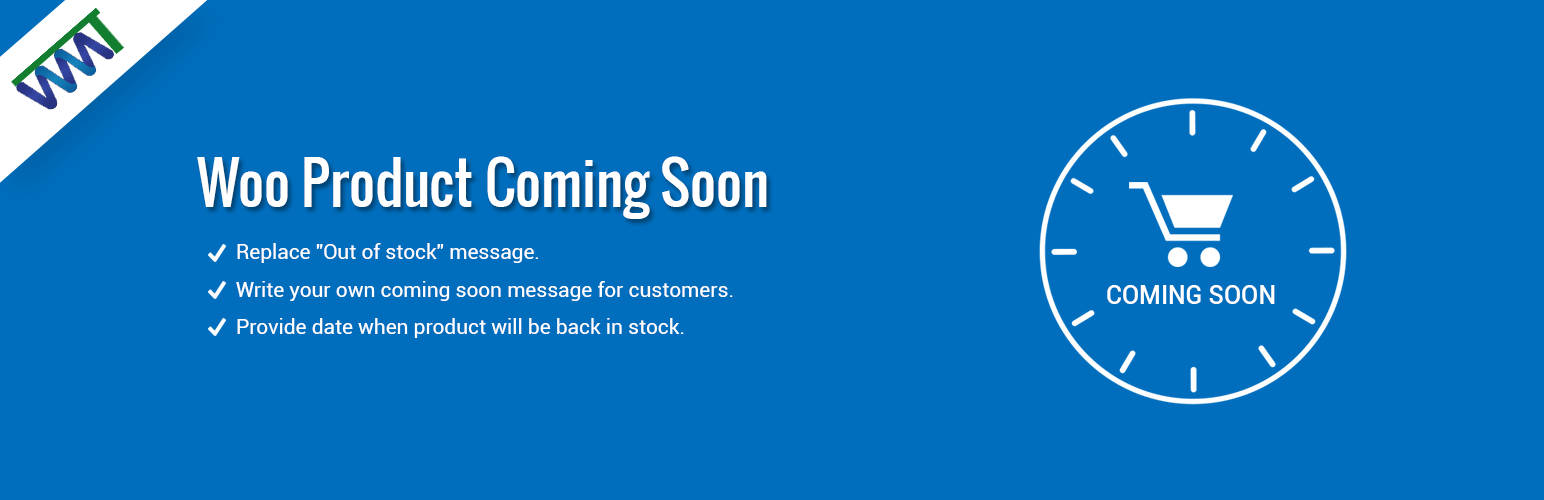 WMT
Woo Product Coming Soon
Replace "Out of stock" message.
Write your own coming soon message for customers.
Provide date when product will be back in stock.
COMING SOON